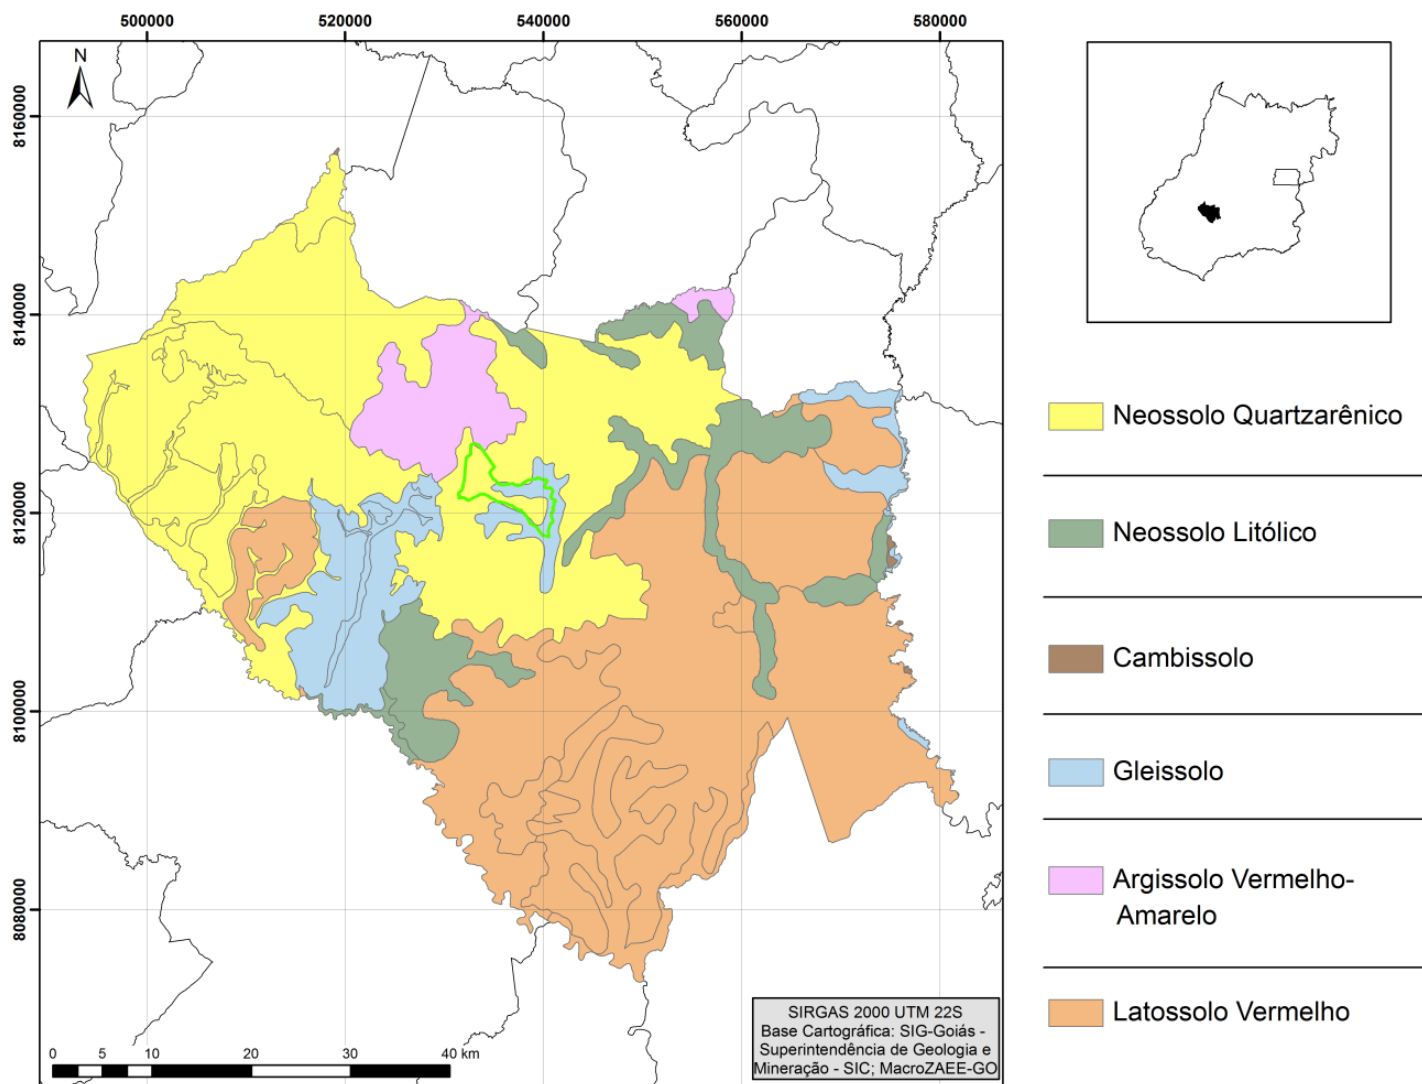 500000 520000 540000 560000 580000
N
8160000
8140000
8120000
8100000
8080000
Neossolo Quartzarênico
Neossolo Litólico
Cambissolo
Gleissolo
Argissolo Vermelho-
Amarelo
Latossolo Vermelho
SIRGAS 2000 UTM 22S
Base Cartográfica: SIG-Goiás -
Superintendência de Geologia e
Mineração - SIC; MacroZAEE-GO
0 5 10 20 30 40 km